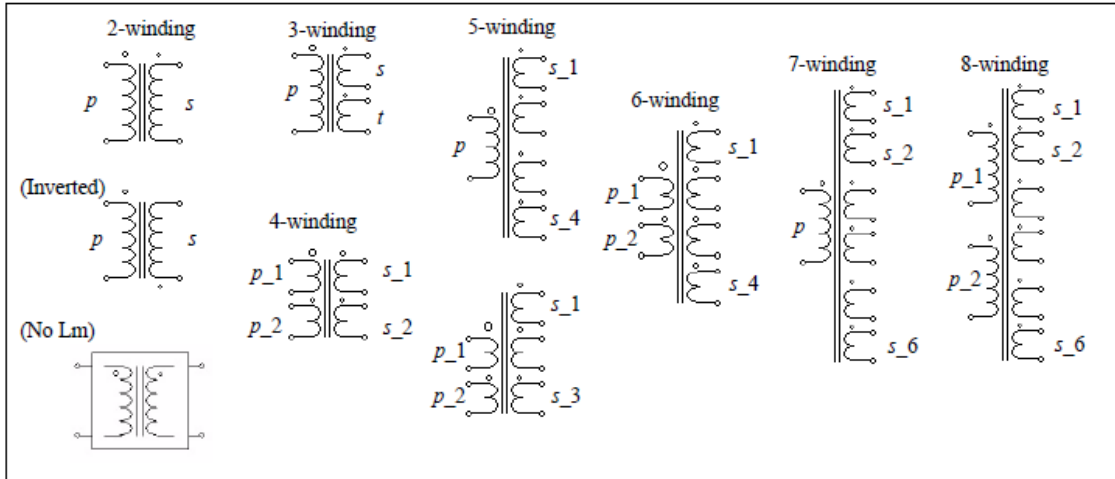 2-winding
p
s
(Inverted)
p
s
(No Lm)
3-winding
p
s
t
4-winding
p_1
s_1
p_2
s_2
5-winding
s_1
p
s_4
s_1
p_1
p_2
s_3
6-winding
s_1
p_1
p_2
s_4
7-winding
s_1
s_2
p
s_6
8-winding
s_1
s_2
p_1
p_2
s_6